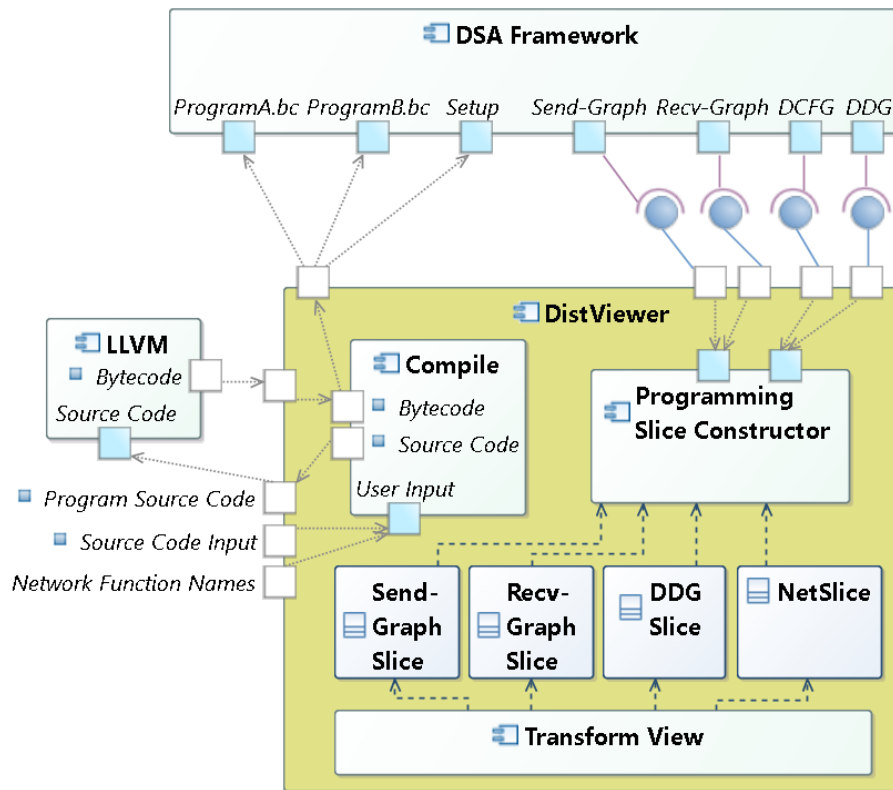 DSA Framework
ProgramA.bc ProgramB.bc Setup Send-Graph Recv-Graph DCFG DDG
DistViewer
LLVM
Bytecode
Source Code
Compile
Bytecode
Source Code
User Input
Programming
Slice Constructor
Program Source Code
Source Code Input
Network Function Names
Send-
Graph
Slice
Recv-
Graph
Slice
DDG
Slice
NetSlice
Transform View